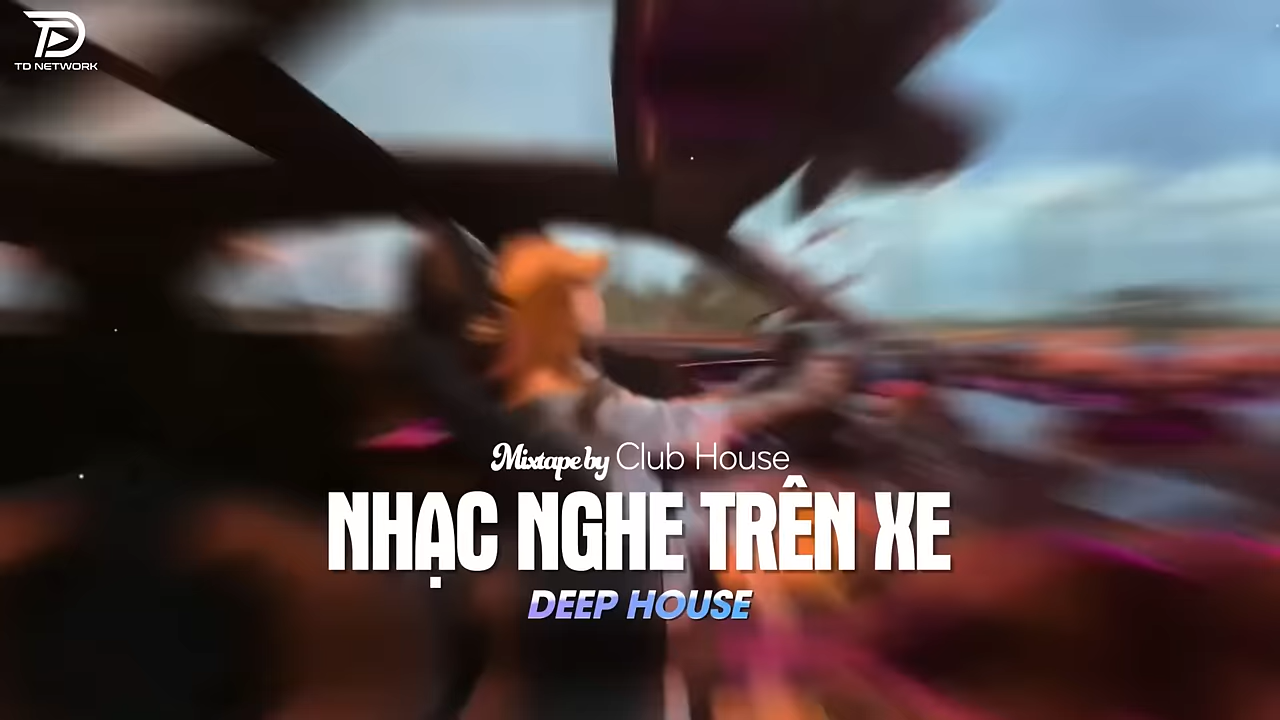 TD NETWORK
Mixtape by Club House
NHẠC NGHE TRÊN XE
DEEP HOUSE